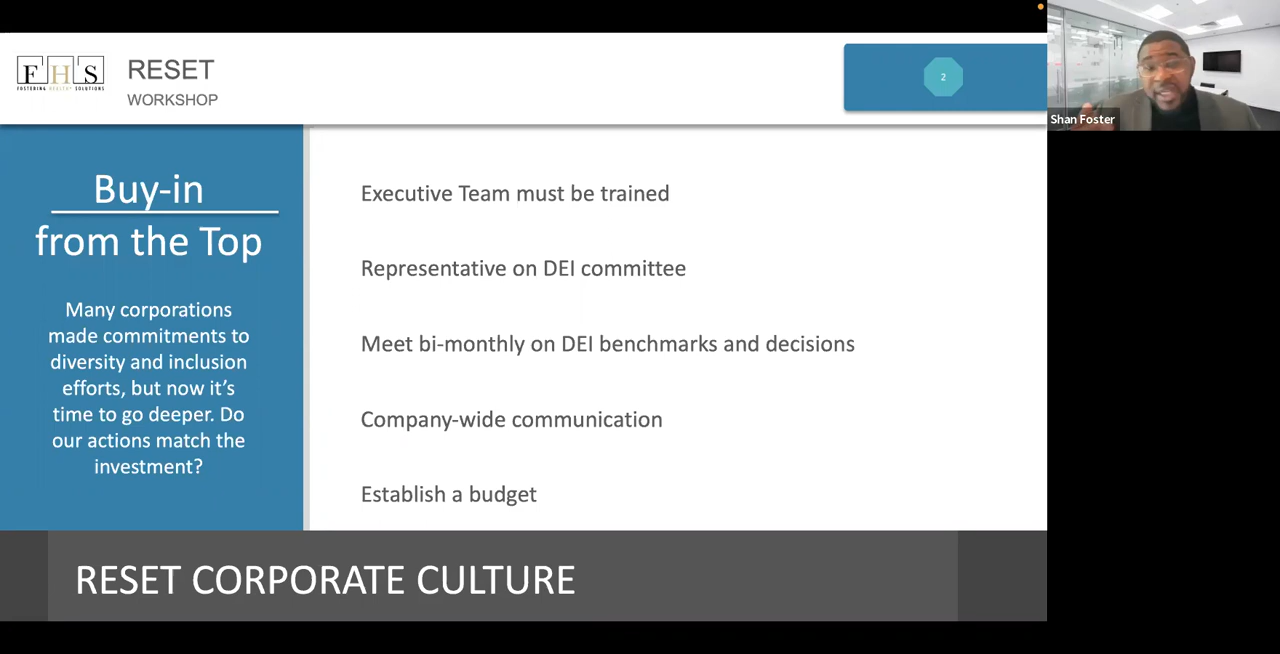 FHS
FOSTERING HEALTHY SOLUTIONS
RESET
WORKSHOP
2
Shan Foster
Buy-in
from the Top
Many corporations
made commitments to
diversity and inclusion
efforts, but now it's
time to go deeper. Do
our actions match the
investment?
Executive Team must be trained
Representative on DEI committee
Meet bi-monthly on DEI benchmarks and decisions
Company-wide communication
Establish a budget
RESET CORPORATE CULTURE